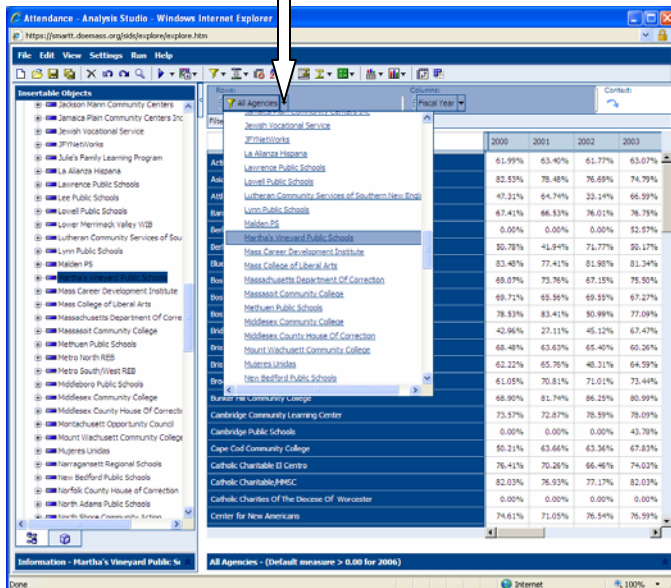 Attendance - Analysis Studio - Windows Internet Explorer
https://smartt.doemass.org/sids/explore/explore.htm
File Edit View Settings Run Help
Insertable Objects
Jackson Mann Community Centers
Jamaica Plain Community Centers Inc
Jewish Vocational Service
JFYNetWorks
Julie's Family Learning Program
La Alianza Hispana
Lawrence Public Schools
Lee Public Schools
Lowell Public Schools
Lower Merrimack Valley WIB
Lutheran Community Services of Sou
Lynn Public Schools
Malden PS
Martha's Vineyard Public Schools
Mass Career Development Institute
Mass College of Liberal Arts
Massachusetts Department Of Corre
Massasoit Community College
Methuen Public Schools
Metro North REB
Metro South/West REB
Middleboro Public Schools
Middlesex Community College
Middlesex County House Of Correctio
Montachusett Opportunity Council
Mount Wachusett Community College
Mujeres Unidas
Narragansett Regional Schools
New Bedford Public Schools
Norfolk County House of Correction
North Adams Public Schools
North Shore Community Action
Information - Martha's Vineyard Public Sc
Rows:
All Agencies
Columns:
Fiscal Year
Context:
Filte
Jamaica Plain Community Centers Inc
Jewish Vocational Service
JFYNetWorks
La Alianza Hispana
Lawrence Public Schools
Lowell Public Schools
Lutheran Community Services of Southern New Engl
Lynn Public Schools
Malden PS
Martha's Vineyard Public Schools
Mass Career Development Institute
Mass College of Liberal Arts
Massachusetts Department Of Correction
Massasoit Community College
Methuen Public Schools
Middlesex Community College
Middlesex County House Of Correction
Mount Wachusett Community College
Mujeres Unidas
New Bedford Public Schools
2000 2001 2002 2003
61.99% 63.40% 61.77% 63.07%
Asi 82.53% 78.48% 76.69% 74.79%
47.31% 64.74% 33.14% 66.59%
67.41% 66.53% 76.01% 76.75%
0.00% 0.00% 0.00% 52.57%
50.78% 41.94% 71.77% 50.17%
83.48% 77.41% 81.98% 81.34%
Bos 69.07% 73.76% 67.15% 75.50%
Bos 69.71% 65.56% 69.55% 67.27%
Bos 78.53% 83.41% 50.99% 77.09%
42.96% 27.11% 45.12% 67.47%
Bris 68.48% 63.63% 65.40% 60.26%
Bris 62.22% 65.76% 48.31% 64.59%
Bro 61.05% 70.81% 71.01% 73.44%
Bunker Hill Community College 68.90% 81.74% 86.25% 80.99%
Cambridge Community Learning Center 73.57% 72.87% 78.59% 78.09%
Cambridge Public Schools 0.00% 0.00% 0.00% 43.78%
Cape Cod Community College 50.21% 63.66% 63.36% 67.83%
Catholic Charitable El Centro 76.41% 70.26% 66.46% 74.03%
Catholic Charitable/HMSC 82.03% 76.93% 77.17% 82.03%
Catholic Charities Of The Diocese Of Worcester 0.00% 0.00% 0.00% 0.00%
Center for New Americans 74.61% 71.05% 76.54% 76.59%
All Agencies - (Default measure > 0.00 for 2006)
Done
Internet
100%